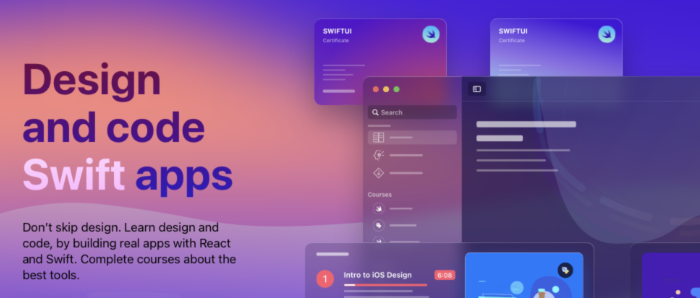 Design
and code
Swift apps
Don't skip design. Learn design and
code, by building real apps with React
and Swift. Complete courses about the
best tools.
SWIFTUI
Certificate
SWIFTUI
Certificate
Search
Courses
1
Intro to iOS Design
6:08